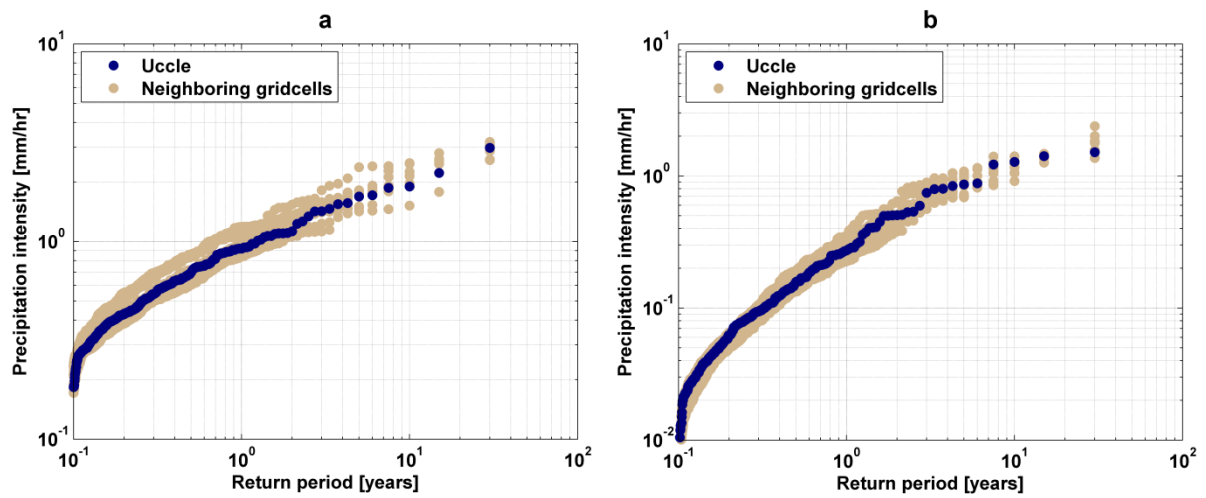 a
10^1
10^0
10^-1
Precipitation intensity [mm/hr]
Uccle
Neighboring gridcells
10^-1 10^0 10^1 10^2
Return period [years]
b
10^1
10^0
10^-1
10^-2
Precipitation intensity [mm/hr]
Uccle
Neighboring gridcells
10^-1 10^0 10^1 10^2
Return period [years]